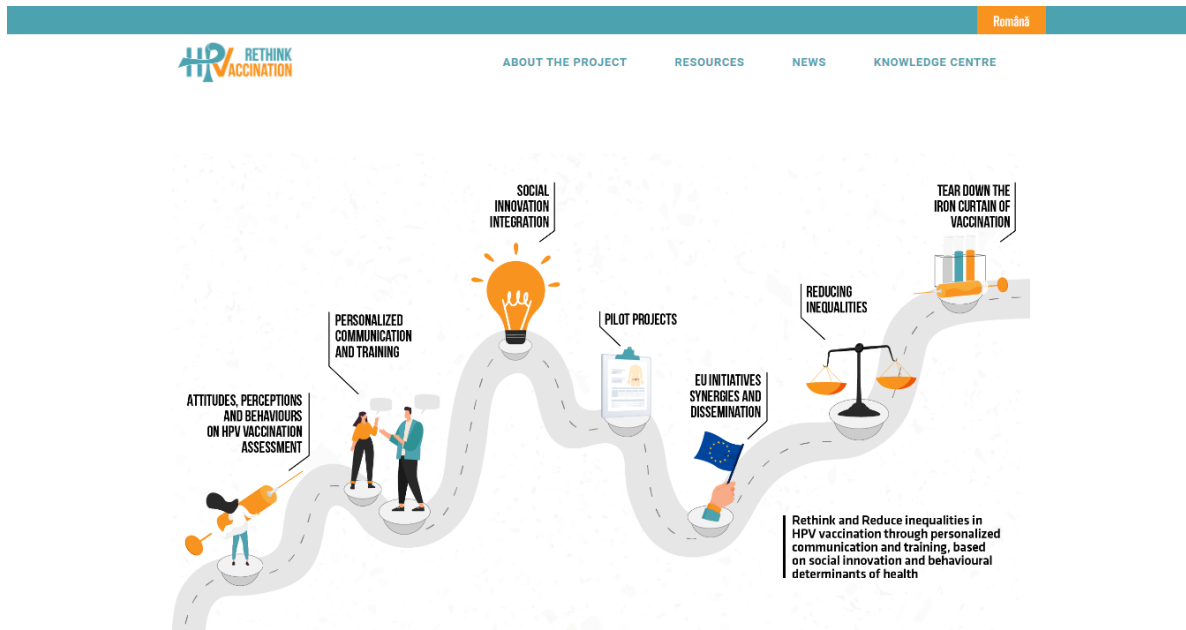 Română
HPV RETHINK
VACCINATION
ABOUT THE PROJECT RESOURCES NEWS KNOWLEDGE CENTRE
SOCIAL
INNOVATION
INTEGRATION
TEAR DOWN THE
IRON CURTAIN OF
VACCINATION
PERSONALIZED
COMMUNICATION
AND TRAINING
PILOT PROJECTS
REDUCING
INEQUALITIES
ATTITUDES, PERCEPTIONS
AND BEHAVIOURS
ON HPV VACCINATION
ASSESSMENT
EU INITIATIVES
SYNERGIES AND
DISSEMINATION
Rethink and Reduce inequalities in
HPV vaccination through personalized
communication and training, based
on social innovation and behavioural
determinants of health